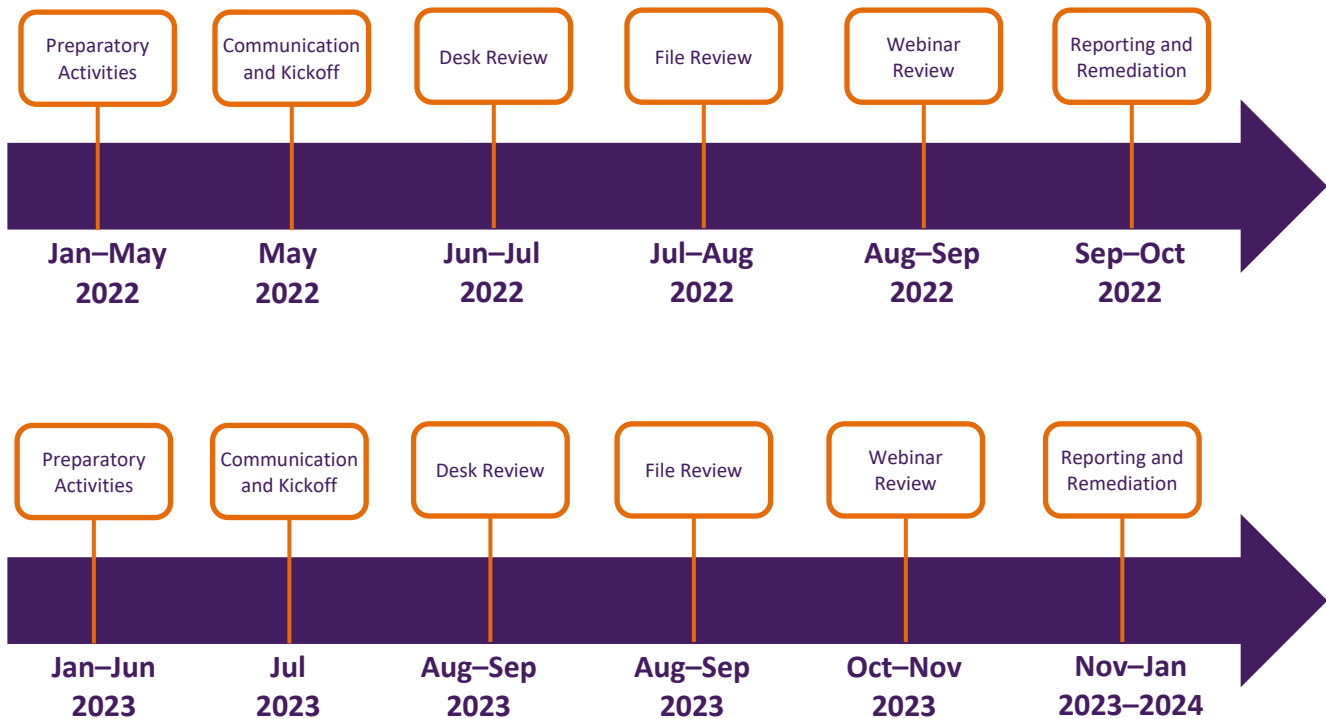 Preparatory
Activities
Communication
and Kickoff
Desk Review
File Review
Webinar
Review
Reporting and
Remediation
Jan–May
2022
May
2022
Jun–Jul
2022
Jul–Aug
2022
Aug–Sep
2022
Sep–Oct
2022
Preparatory
Activities
Communication
and Kickoff
Desk Review
File Review
Webinar
Review
Reporting and
Remediation
Jan–Jun
2023
Jul
2023
Aug–Sep
2023
Aug–Sep
2023
Oct–Nov
2023
Nov–Jan
2023–2024